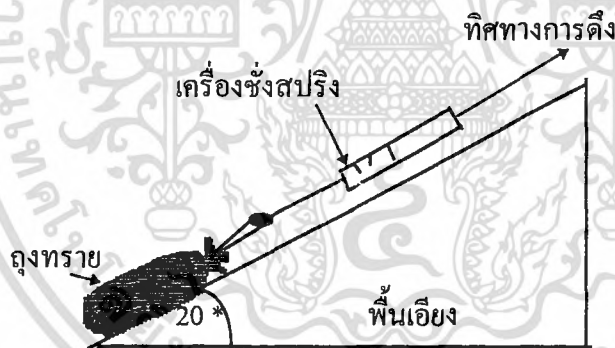 ทิศทางการดึง
เครื่องชั่งสปริง
ถุงทราย
20 *
พื้นเอียง